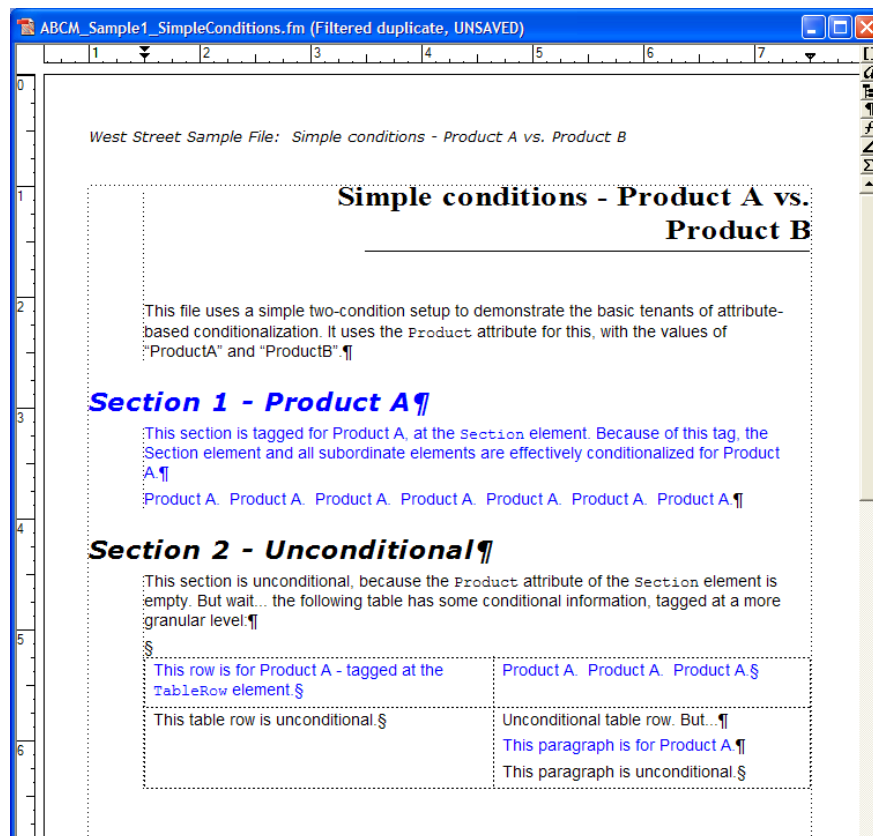 ABCM_Sample1_SimpleConditions.fm (Filtered duplicate, UNSAVED)
1 2 3 4 5 6 7
0
West Street Sample File: Simple conditions - Product A vs. Product B
1
Simple conditions - Product A vs.
Product B
2
This file uses a simple two-condition setup to demonstrate the basic tenants of attribute-
based conditionalization. It uses the Product attribute for this, with the values of
“ProductA” and “ProductB”.¶
Section 1 - Product A¶
3
This section is tagged for Product A, at the Section element. Because of this tag, the
Section element and all subordinate elements are effectively conditionalized for Product
A.¶
Product A. Product A. Product A. Product A. Product A. Product A. Product A.¶
4
Section 2 - Unconditional¶
This section is unconditional, because the Product attribute of the Section element is
empty. But wait... the following table has some conditional information, tagged at a more
granular level:¶
5
§
This row is for Product A - tagged at the
TableRow element.§
Product A. Product A. Product A.§
This table row is unconditional.§
Unconditional table row. But...¶
6
This paragraph is for Product A.¶
This paragraph is unconditional.§